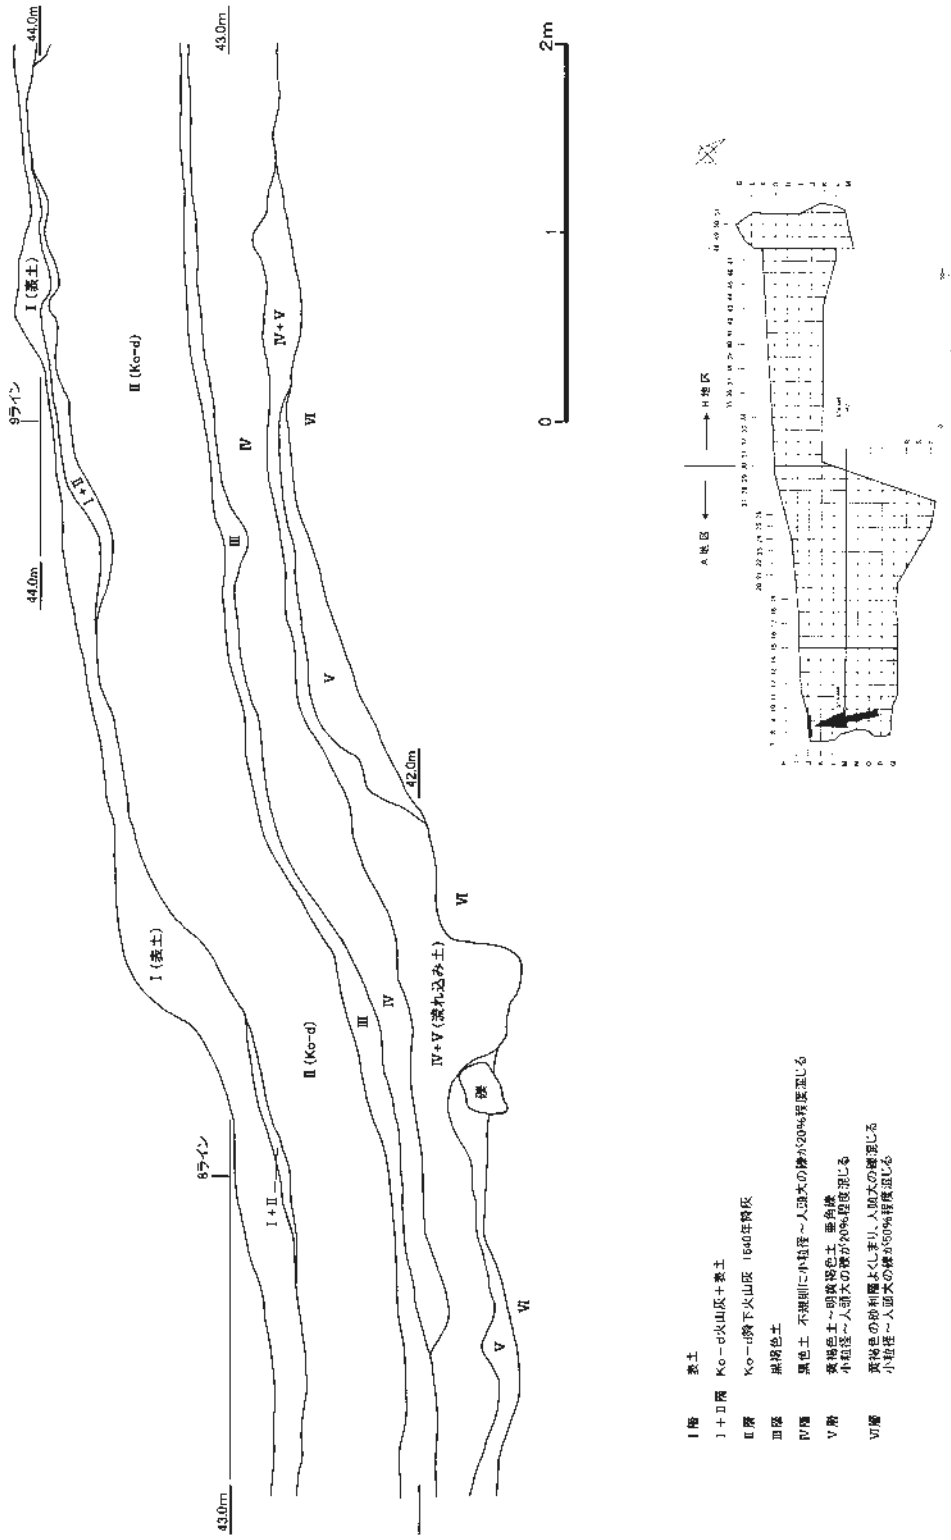 44.0m
43.0m
2m
1
0
9ライン
44.0m
I(表土)
I+II
II(Ko-d)
IV+V
VI
IV
III
V
42.0m
I(表土)
VI
IV+V(流れ込み土)
IV
III
II(Ko-d)
礫
8ライン
I+II
V
VI
43.0m
I層 表土
I+II層 Ko-d火山灰+表土
II層 Ko-d降下火山灰 1640年降灰
III層 黒褐色土
IV層 黒色土 不規則に小粒径~人頭大の礫が20%程度混じる
V層 黄褐色土~明黄褐色土 亜角礫
小粒径~人頭大の礫が20%程度混じる
VI層 黄褐色の砂利層よくしまり、人頭大の礫混じる
小粒径~人頭大の礫が50%程度混じる
A地区
H地区